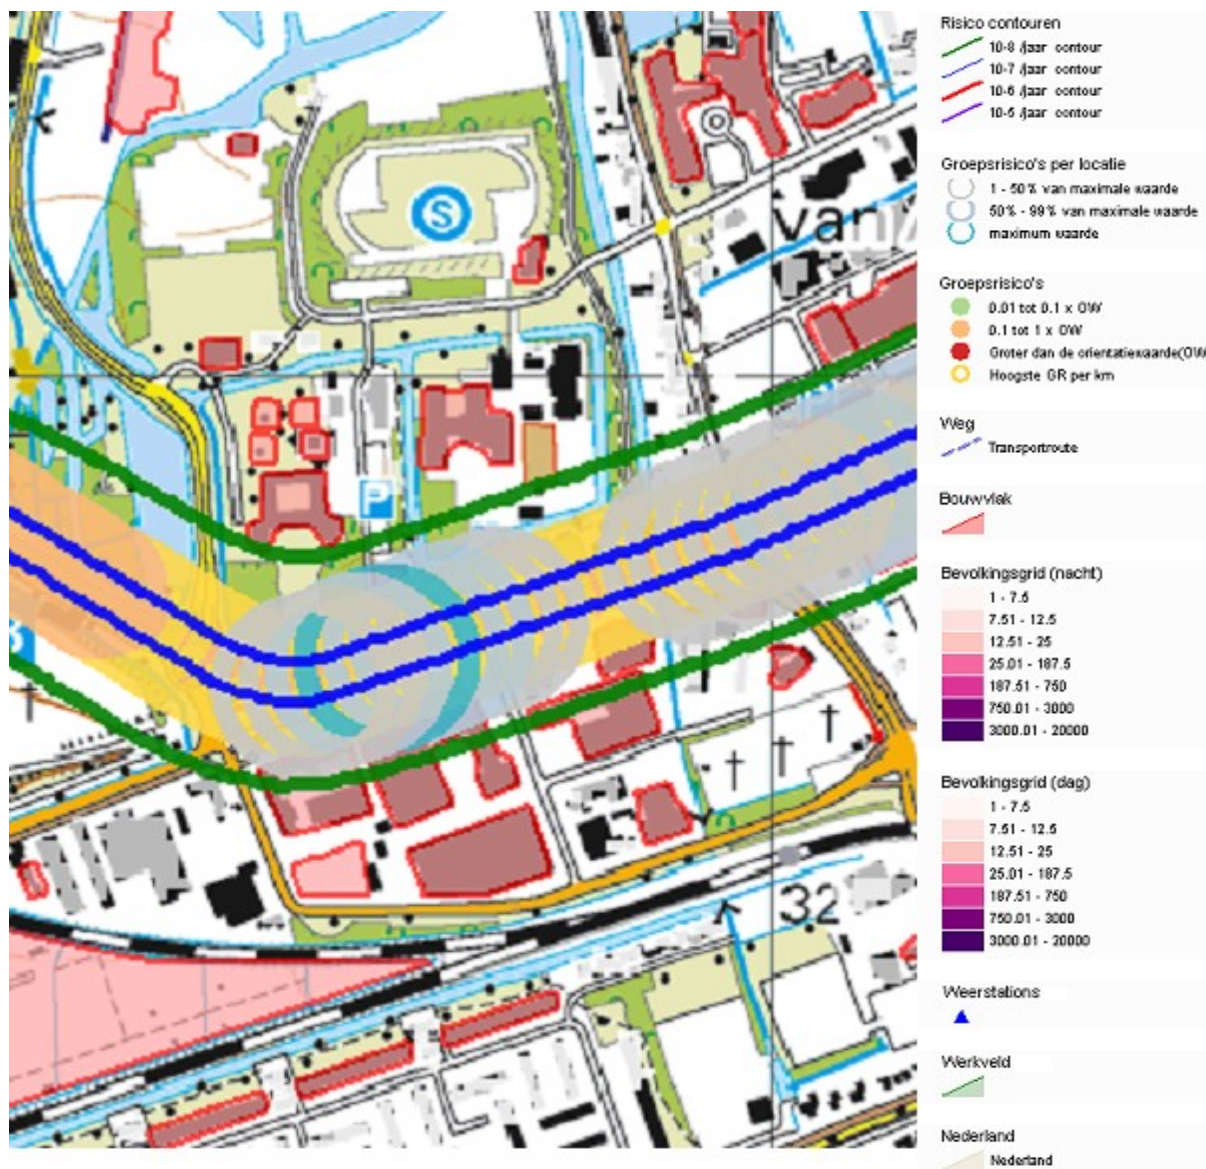 S
van
P
32
Risico contouren
10-8 /jaar contour
10-7 /jaar contour
10-6 /jaar contour
10-5 /jaar contour
Groepsrisico's per locatie
1 - 50% van maximale waarde
50% - 99% van maximale waarde
maximum waarde
Groepsrisico's
0.01 tot 0.1 x OW
0.1 tot 1 x OW
Groter dan de orientatiewaarde(OW
Hoogste GR per km
Weg
Transportroute
Bouwvlak
Bevolkingsgrid (nacht)
1 - 7.5
7.51 - 12.5
12.51 - 25
25.01 - 187.5
187.51 - 750
750.01 - 3000
3000.01 - 20000
Bevolkingsgrid (dag)
1 - 7.5
7.51 - 12.5
12.51 - 25
25.01 - 187.5
187.51 - 750
750.01 - 3000
3000.01 - 20000
Weerstations
Werkveld
Nederland
Nederland